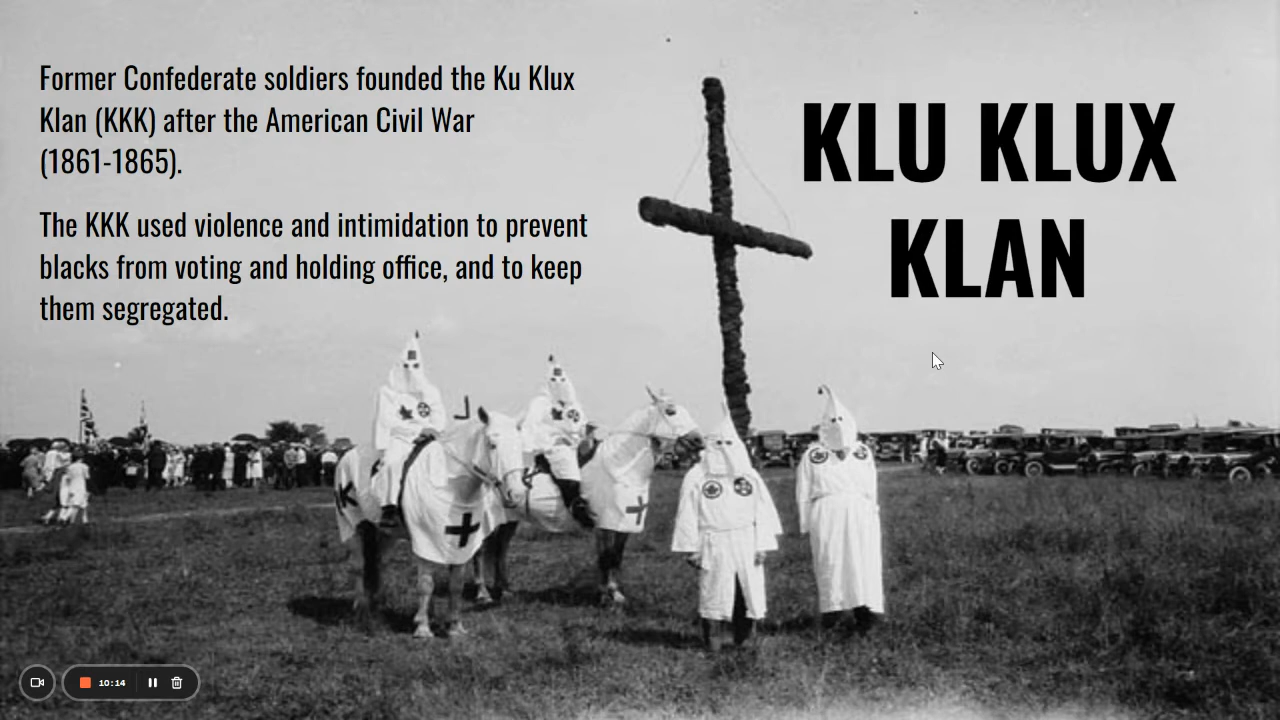 Former Confederate soldiers founded the Ku Klux
Klan (KKK) after the American Civil War
(1861-1865).
The KKK used violence and intimidation to prevent
blacks from voting and holding office, and to keep
them segregated.
KLU KLUX
KLAN
10:14